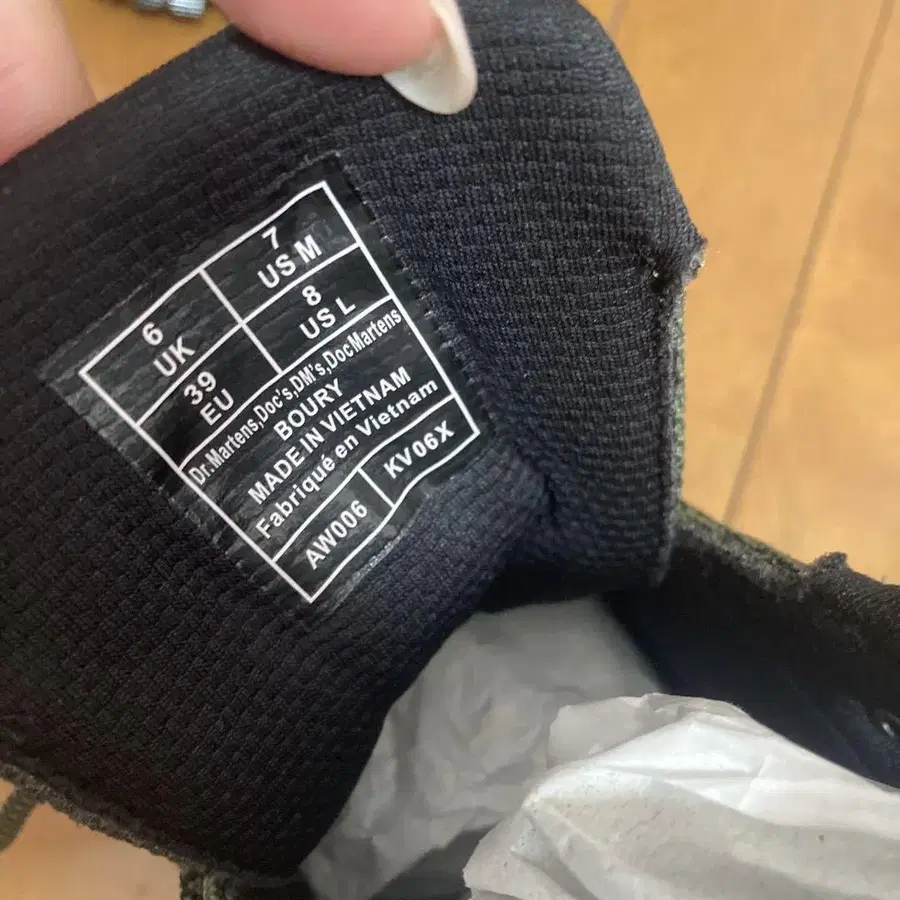 6
UK
7
US M
39
EU
8
US L
Dr.Martens,Doc's,DM's,DocMartens
BOURY
MADE IN VIETNAM
Fabriqué en Vietnam
AW006
KV06X